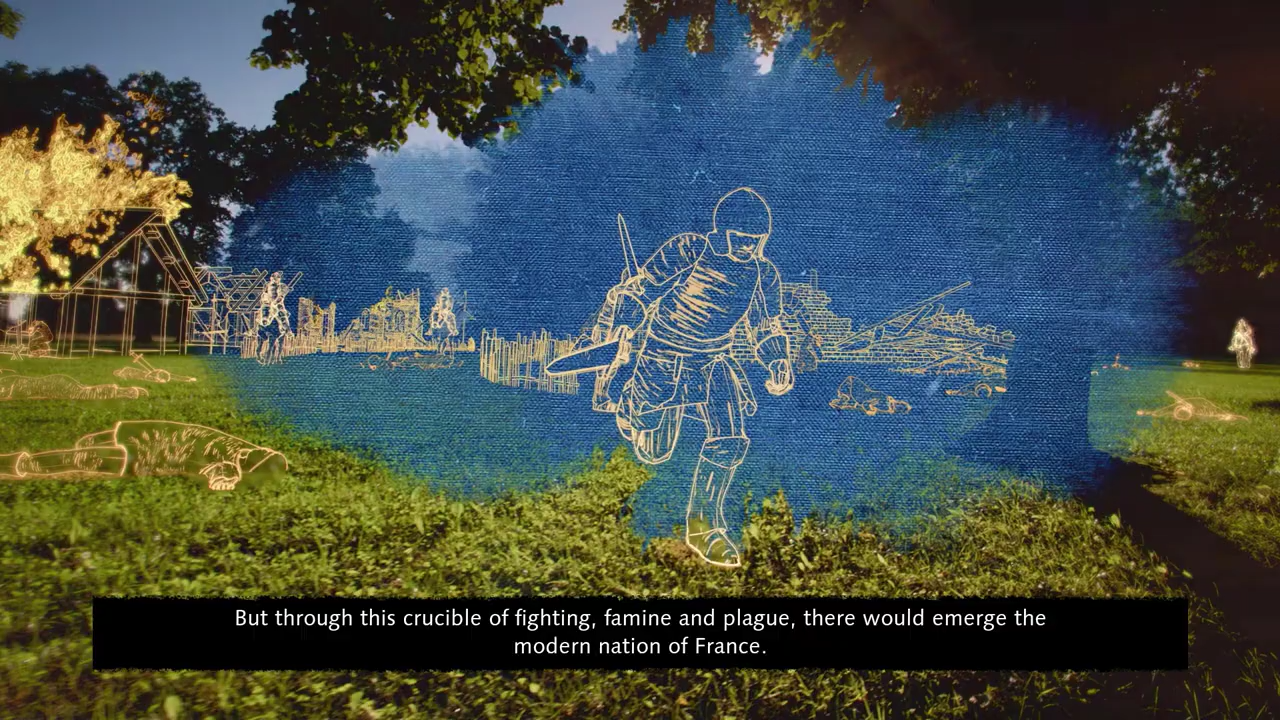 But through this crucible of fighting, famine and plague, there would emerge the
modern nation of France.